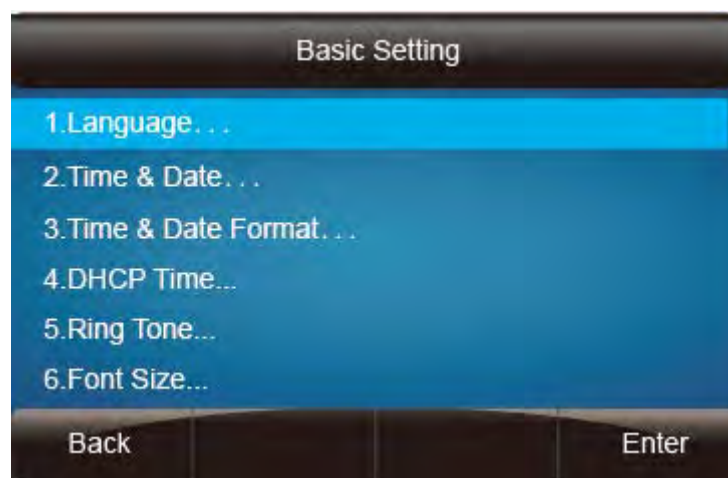 Basic Setting
1.Language...
2.Time & Date...
3.Time & Date Format...
4.DHCP Time...
5.Ring Tone...
6.Font Size...
Back Enter